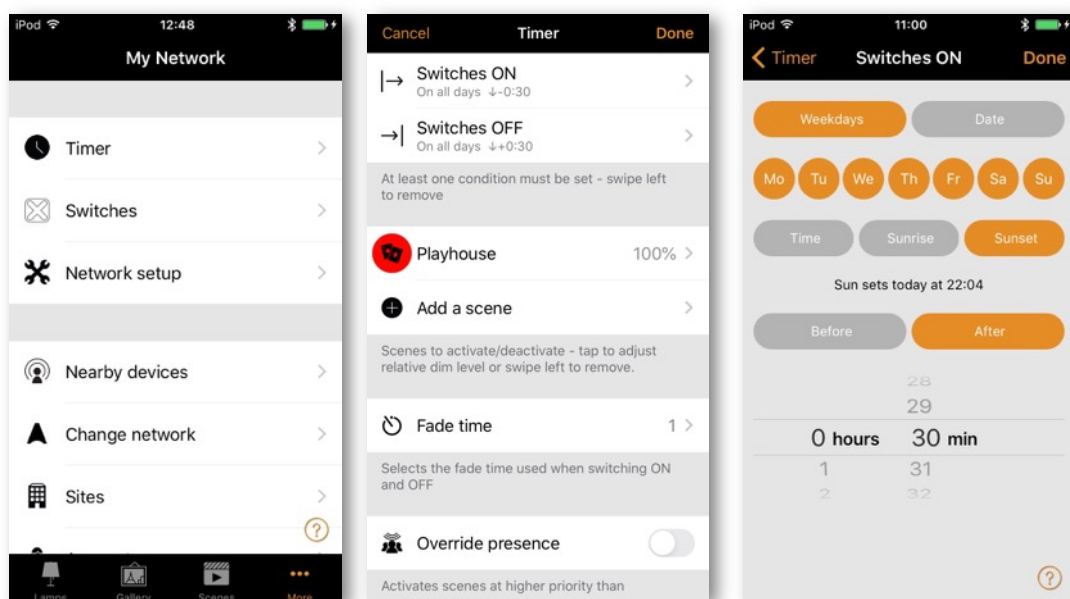 iPod 12:48
My Network
Timer
Switches
Network setup
Nearby devices
Change network
Sites
?
Lamps Gallery Scenes More
Cancel Timer Done
Switches ON
On all days ↓-0:30
Switches OFF
On all days ↓+0:30
At least one condition must be set - swipe left
to remove
Playhouse 100%
Add a scene
Scenes to activate/deactivate - tap to adjust
relative dim level or swipe left to remove.
Fade time 1
Selects the fade time used when switching ON
and OFF
Override presence
Activates scenes at higher priority than
iPod 11:00
Timer Switches ON Done
Weekdays Date
Mo Tu We Th Fr Sa Su
Time Sunrise Sunset
Sun sets today at 22:04
Before After
28
29
0 hours 30 min
1 31
2 32
?